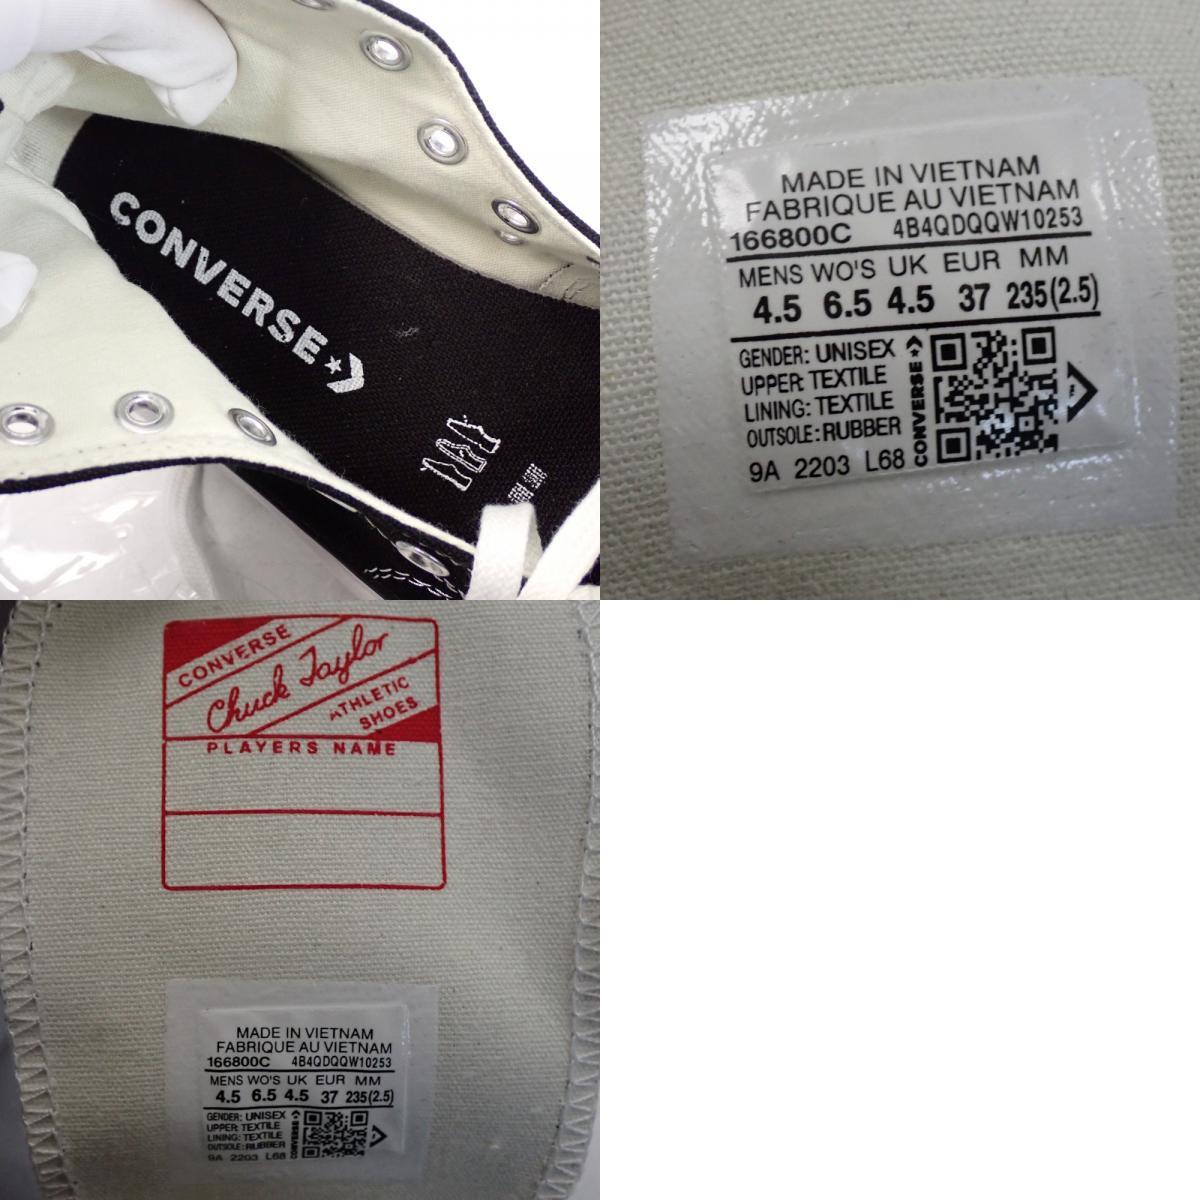 CONVERSE
MADE IN VIETNAM
FABRIQUE AU VIETNAM
166800C 4B4QDQQW10253
MENS WO'S UK EUR MM
4.5 6.5 4.5 37 235(2.5)
GENDER: UNISEX
UPPER: TEXTILE
LINING: TEXTILE
OUTSOLE: RUBBER
CONVERSE
9A 2203 L68
CONVERSE
Chuck Taylor
ATHLETIC
SHOES
PLAYERS NAME
MADE IN VIETNAM
FABRIQUE AU VIETNAM
166800C 4B4QDQQW10253
MENS WO'S UK EUR MM
4.5 6.5 4.5 37 235(2.5)
GENDER: UNISEX
UPPER: TEXTILE
LINING: TEXTILE
OUTSOLE: RUBBER
CONVERSE
9A 2203 L68